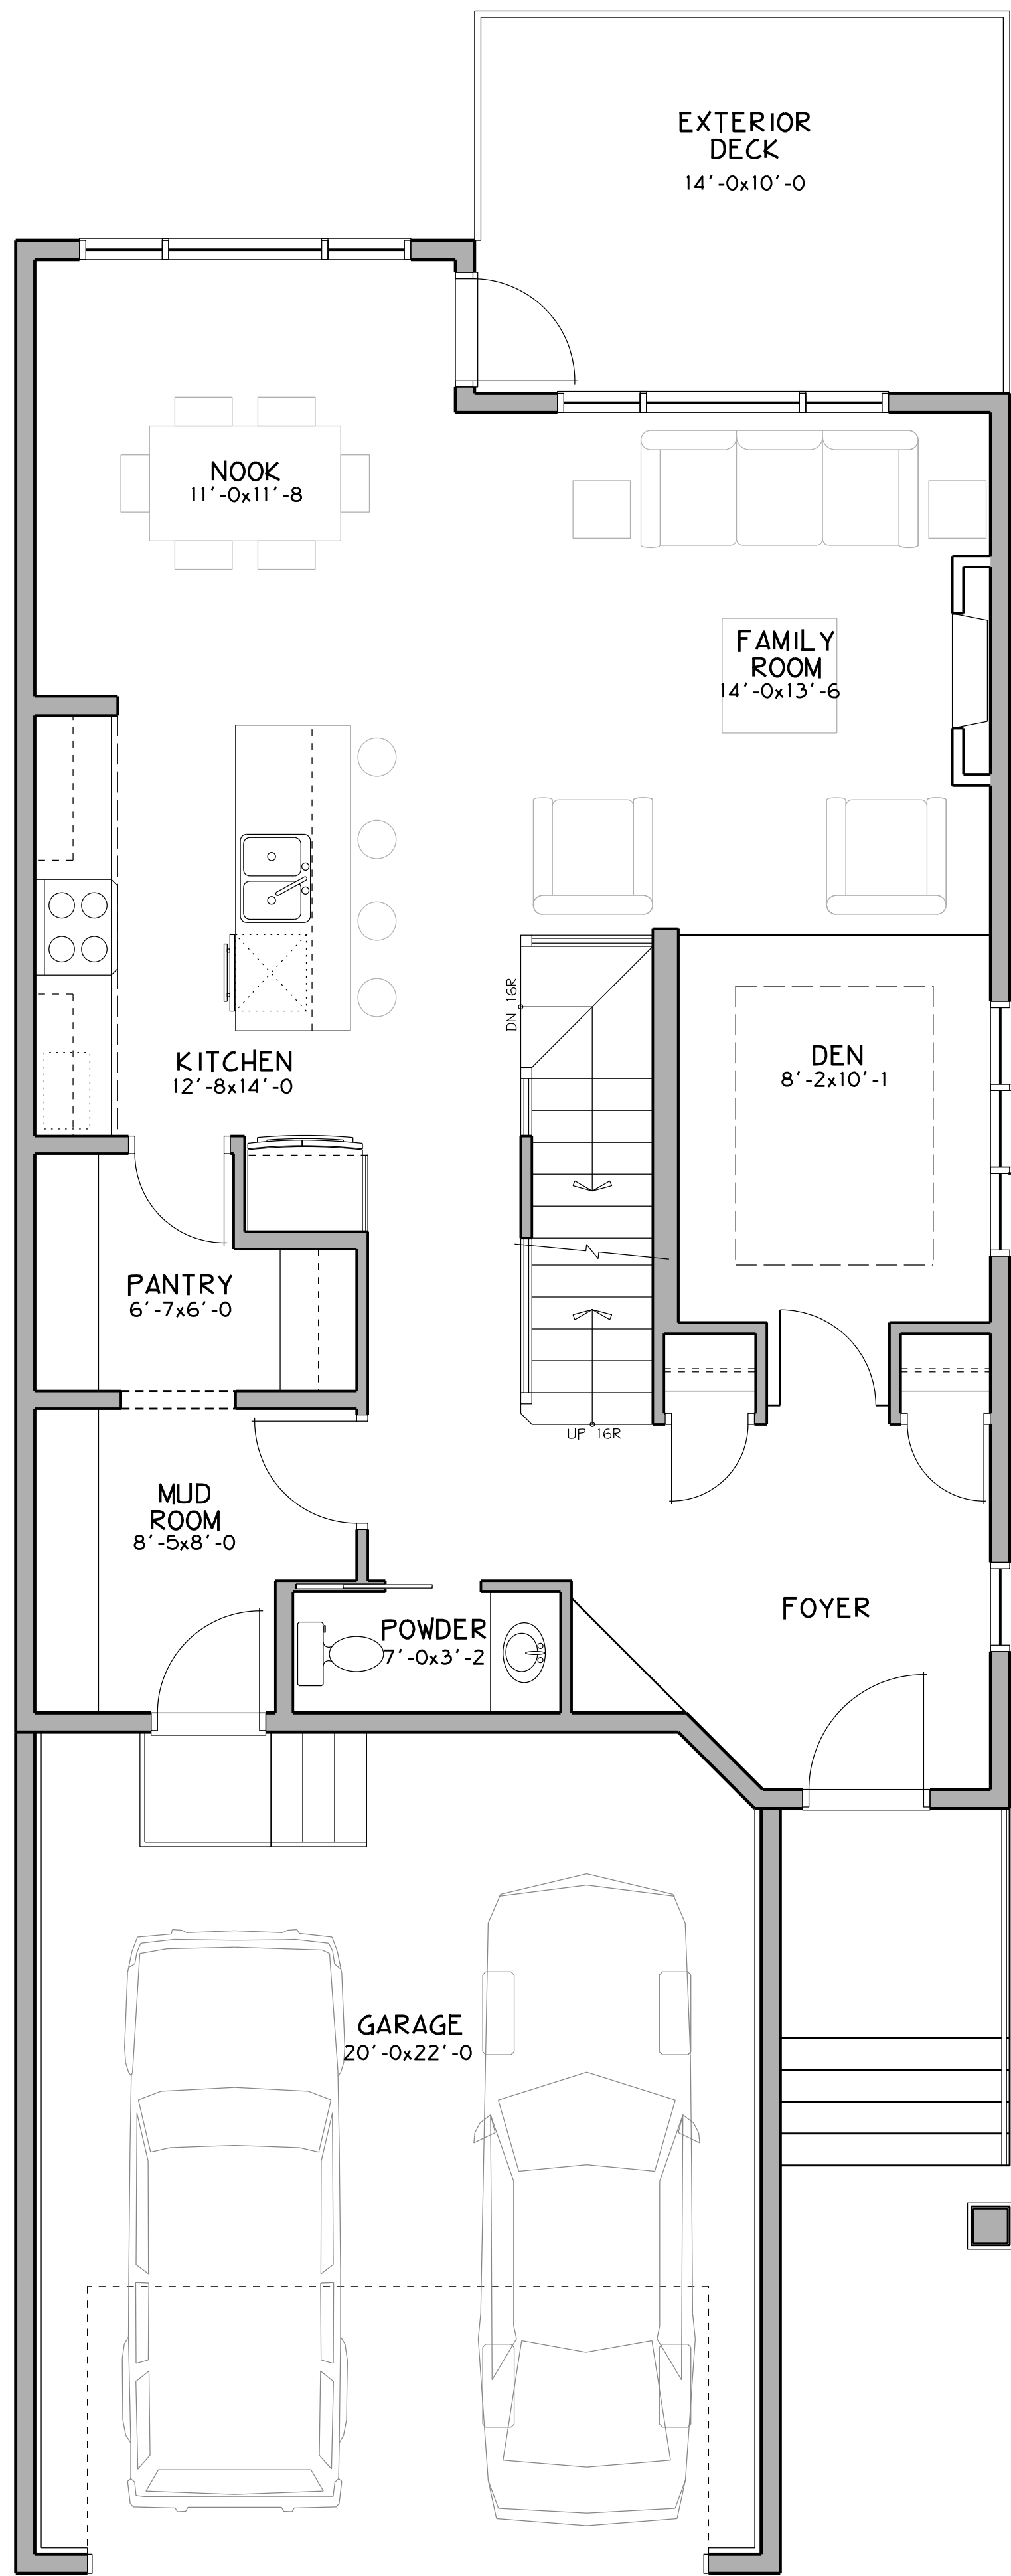 EXTERIOR
DECK
14'-0x10'-0
NOOK
11'-0x11'-8
FAMILY
ROOM
14'-0x13'-6
DN 16R
KITCHEN
12'-8x14'-0
DEN
8'-2x10'-1
PANTRY
6'-7x6'-0
UP 16R
MUD
ROOM
8'-5x8'-0
POWDER
7'-0x3'-2
FOYER
GARAGE
20'-0x22'-0